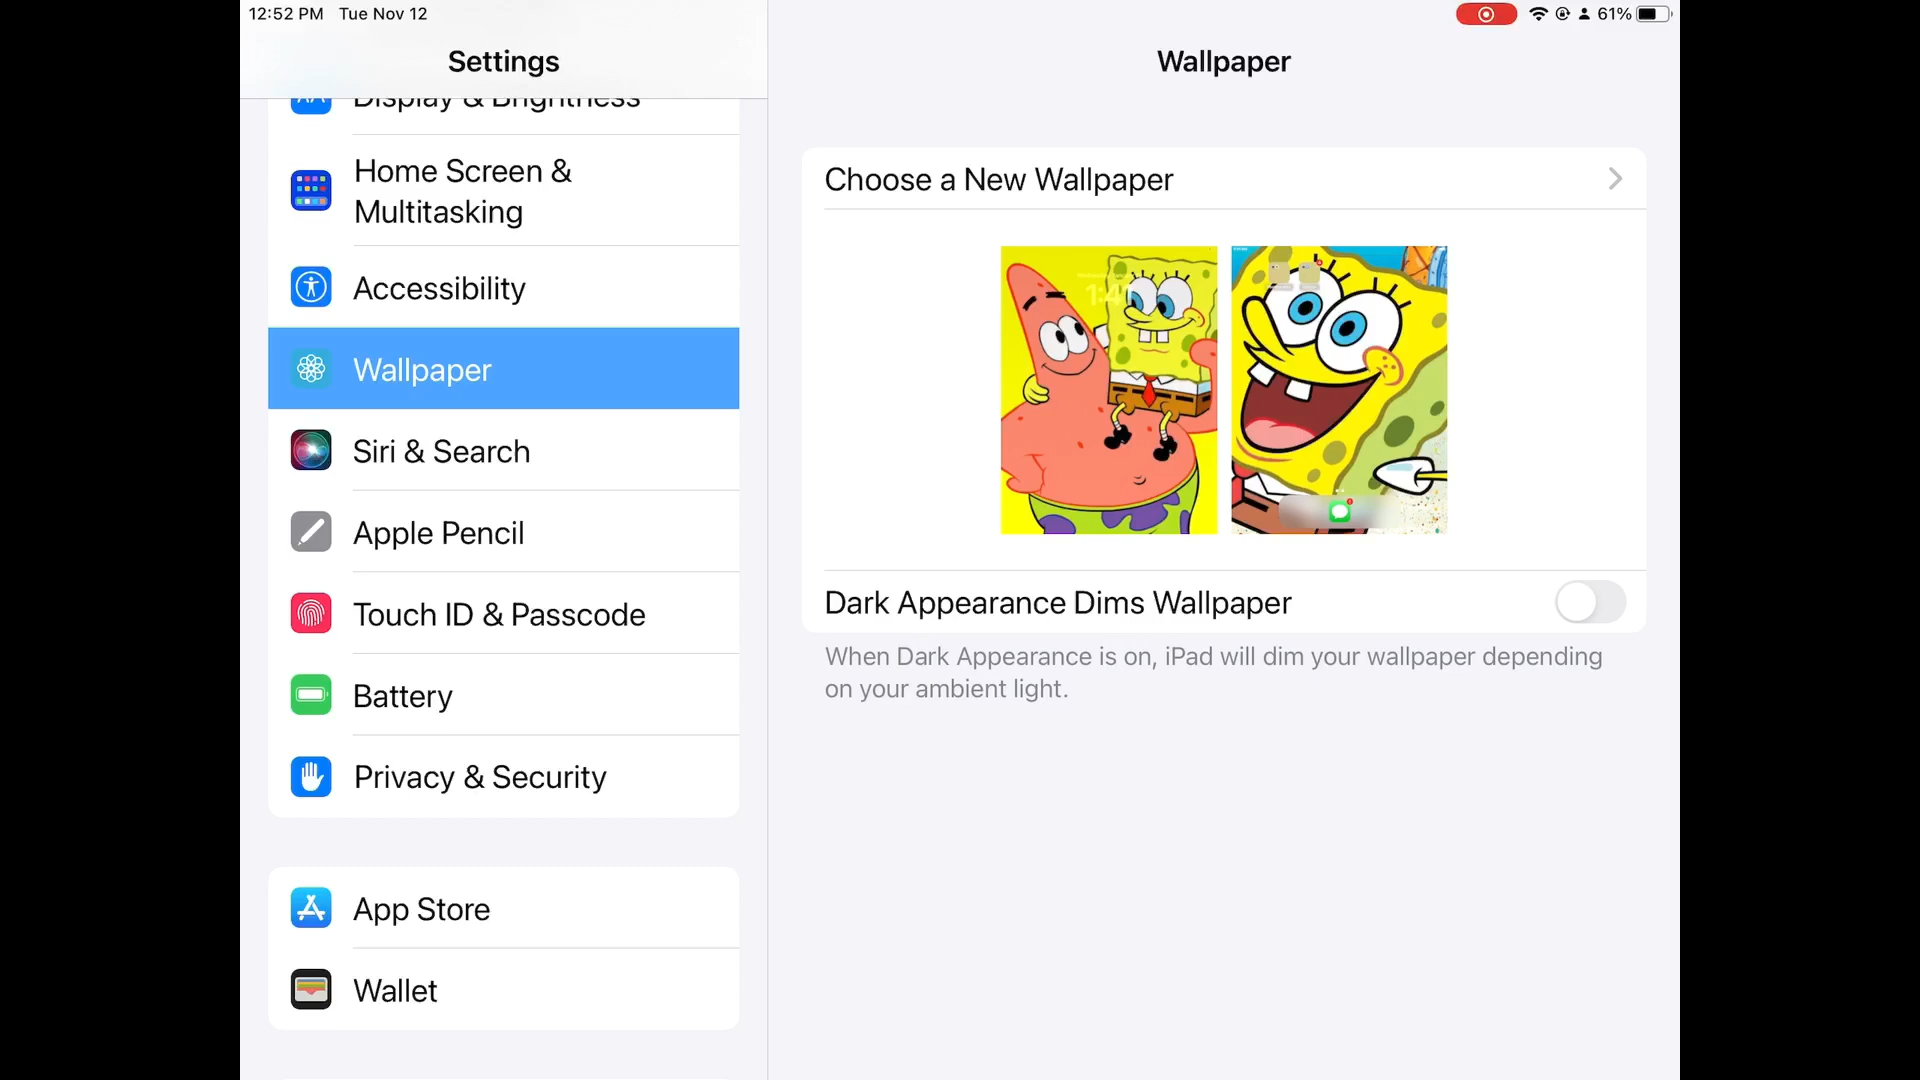 12:52 PM Tue Nov 12
61%
Settings
Display & Brightness
Home Screen &
Multitasking
Accessibility
Wallpaper
Siri & Search
Apple Pencil
Touch ID & Passcode
Battery
Privacy & Security
App Store
Wallet
Wallpaper
Choose a New Wallpaper
Dark Appearance Dims Wallpaper
When Dark Appearance is on, iPad will dim your wallpaper depending
on your ambient light.